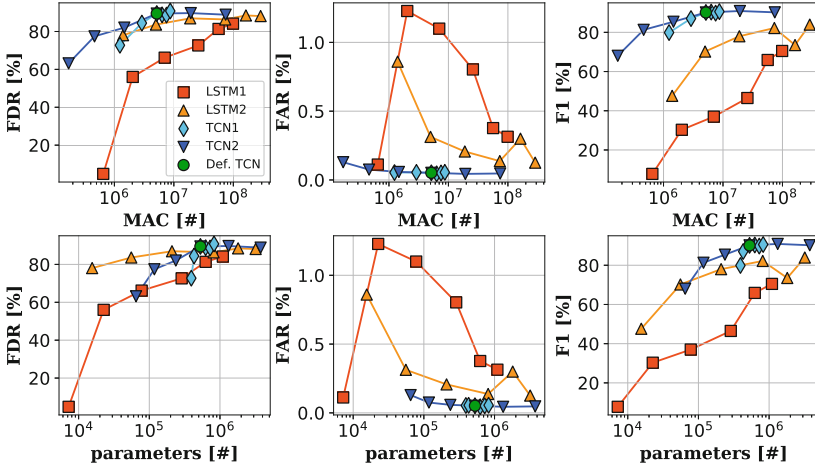 FDR [%]
80
60
40
20
10^6
10^7
10^8
MAC [#]
LSTM1
LSTM2
TCN1
TCN2
Def. TCN
FAR [%]
1.0
0.5
0.0
10^6
10^7
10^8
MAC [#]
F1 [%]
80
60
40
20
10^6
10^7
10^8
MAC [#]
FDR [%]
80
60
40
20
10^4
10^5
10^6
parameters [#]
FAR [%]
1.0
0.5
0.0
10^4
10^5
10^6
parameters [#]
F1 [%]
80
60
40
20
10^4
10^5
10^6
parameters [#]